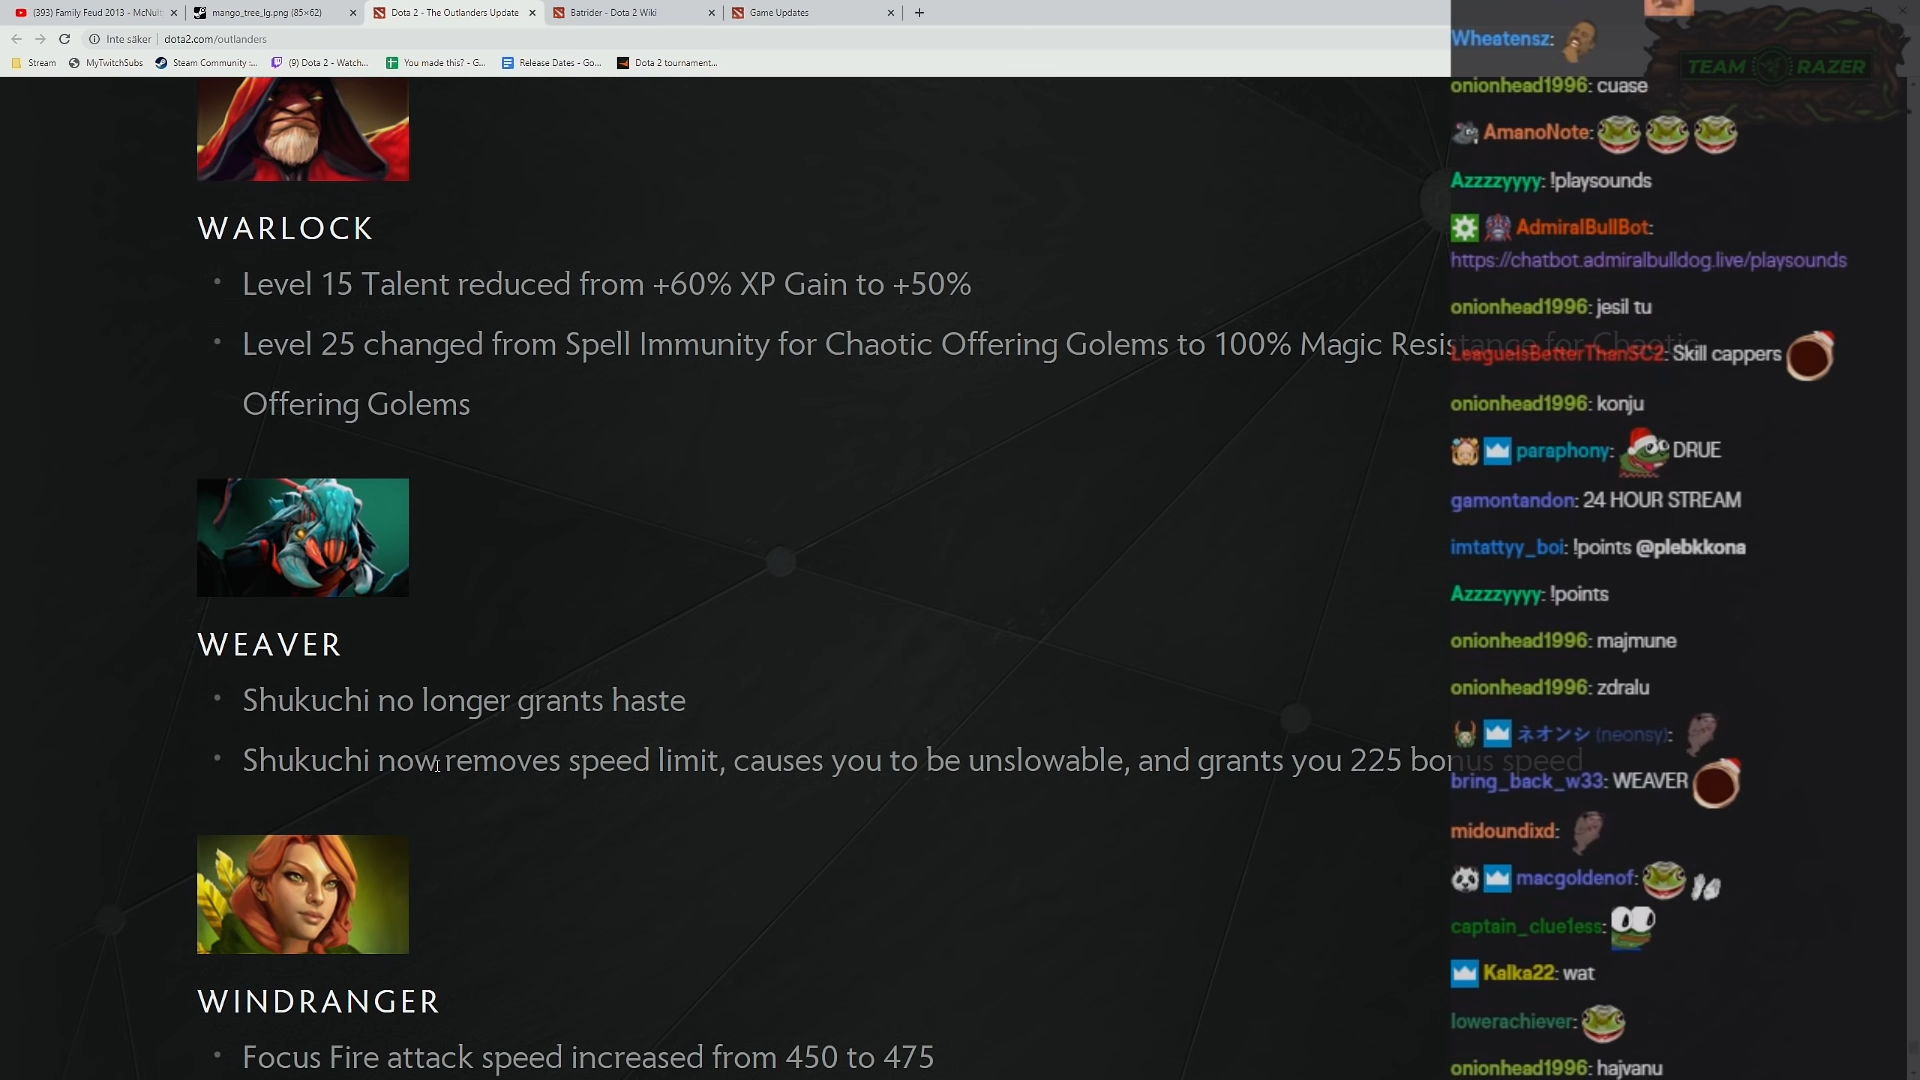 (393) Family Feud 2013 - McNult
mango_tree_lg.png (85×62)
Dota 2 - The Outlanders Update
Batrider - Dota 2 Wiki
Game Updates
Inte säker | dota2.com/outlanders
Stream
MyTwitchSubs
Steam Community :...
(9) Dota 2 - Watch...
You made this? - G...
Release Dates - Go...
Dota 2 tournament...
WARLOCK
• Level 15 Talent reduced from +60% XP Gain to +50%
• Level 25 changed from Spell Immunity for Chaotic Offering Golems to 100% Magic Resistance for Chaotic
Offering Golems
WEAVER
• Shukuchi no longer grants haste
• Shukuchi now removes speed limit, causes you to be unslowable, and grants you 225 bonus speed
WINDRANGER
• Focus Fire attack speed increased from 450 to 475
TEAM RAZER
Wheatensz:
onionhead1996: cuase
AmanoNote:
Azzzzyyyy: !playsounds
AdmiralBullBot:
https://chatbot.admiralbulldog.live/playsounds
onionhead1996: jesil tu
LeagueIsBetterThanSC2: Skill cappers
onionhead1996: konju
paraphony: DRUE
gamontandon: 24 HOUR STREAM
imtattyy_boi: !points @plebkkona
Azzzzyyyy: !points
onionhead1996: majmune
onionhead1996: zdralu
ネオンシ (neonsy):
bring_back_w33: WEAVER
midoundixd:
macgoldenof:
captain_clue1ess:
Kalka22: wat
lowerachiever:
onionhead1996: hajvanu